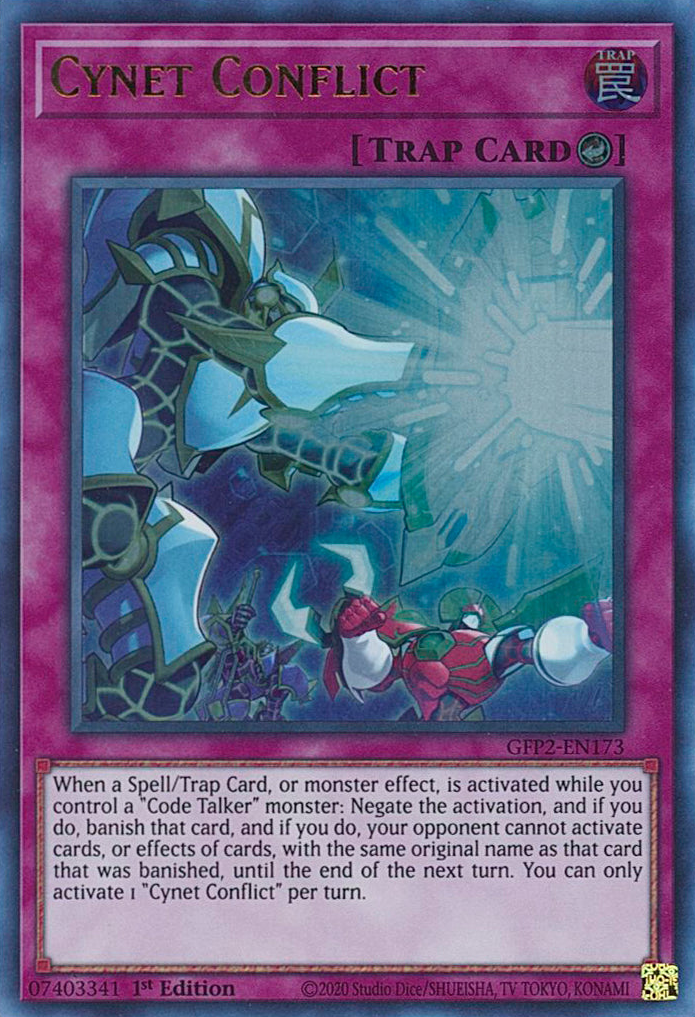 Cynet Conflict
TRAP
罠
[Trap Card]
GFP2-EN173
When a Spell/Trap Card, or monster effect, is activated while you
control a "Code Talker" monster: Negate the activation, and if you
do, banish that card, and if you do, your opponent cannot activate
cards, or effects of cards, with the same original name as that card
that was banished, until the end of the next turn. You can only
activate 1 "Cynet Conflict" per turn.
07403341 1st Edition ©2020 Studio Dice/SHUEISHA, TV TOKYO, KONAMI